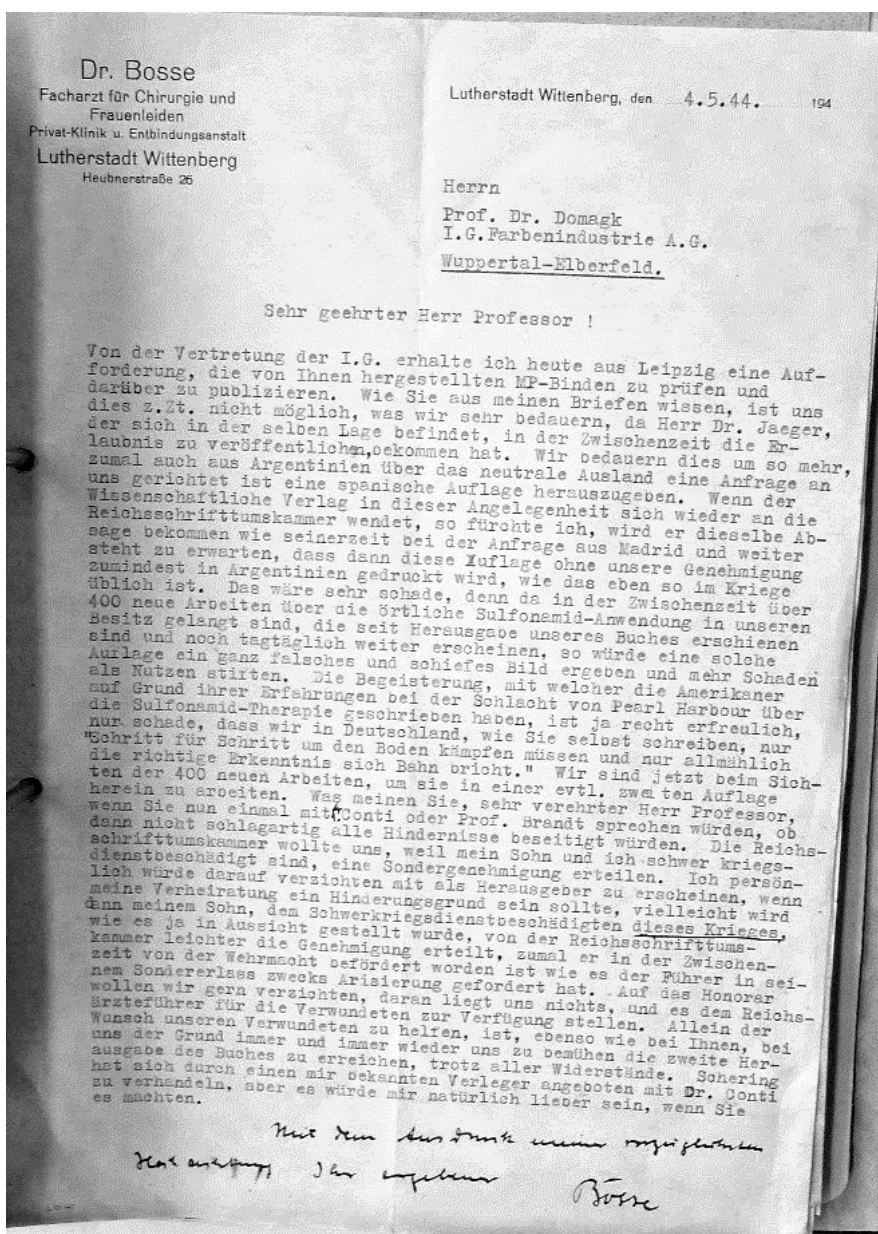 Dr. Bosse
Facharzt für Chirurgie und
Frauenleiden
Privat-Klinik u. Entbindungsanstalt
Lutherstadt Wittenberg
Heubnerstraße 26
Lutherstadt Wittenberg, den 4.5.44. 194
Herrn
Prof. Dr. Domagk
I.G.Farbenindustrie A.G.
Wuppertal-Elberfeld.
Sehr geehrter Herr Professor !
Von der Vertretung der I.G. erhalte ich heute aus Leipzig eine Auf-
forderung, die von Ihnen hergestellten MP-Binden zu prüfen und
darüber zu publizieren. Wie Sie aus meinen Briefen wissen, ist uns
dies z.Zt. nicht möglich, was wir sehr bedauern, da Herr Dr. Jaeger,
der sich in der selben Lage befindet, in der Zwischenzeit die Er-
laubnis zu veröffentlichen,bekommen hat. Wir bedauern dies um so mehr,
zumal auch aus Argentinien über das neutrale Ausland eine Anfrage an
uns gerichtet ist eine spanische Auflage herauszugeben. Wenn der
Wissenschaftliche Verlag in dieser Angelegenheit sich wieder an die
Reichsschrifttumskammer wendet, so fürchte ich, wird er dieselbe Ab-
sage bekommen wie seinerzeit bei der Anfrage aus Madrid und weiter
steht zu erwarten, dass dann diese Auflage ohne unsere Genehmigung
zumindest in Argentinien gedruckt wird, wie das eben so im Kriege
üblich ist. Das wäre sehr schade, denn da in der Zwischenzeit über
400 neue Arbeiten über die örtliche Sulfonamid-Anwendung in unseren
Besitz gelangt sind, die seit Herausgabe unseres Buches erschienen
sind und noch tagtäglich weiter erscheinen, so würde eine solche
Auflage ein ganz falsches und schiefes Bild ergeben und mehr Schaden
als Nutzen stiften. Die Begeisterung, mit welcher die Amerikaner
auf Grund ihrer Erfahrungen bei der Schlacht von Pearl Harbour über
die Sulfonamid-Therapie geschrieben haben, ist ja recht erfreulich,
nur schade, dass wir in Deutschland, wie Sie selbst schreiben, nur
"Schritt für Schritt um den Boden kämpfen müssen und nur allmählich
die richtige Erkenntnis sich Bahn bricht." Wir sind jetzt beim Sich-
ten der 400 neuen Arbeiten, um sie in einer evtl. zweiten Auflage
herein zu arbeiten. Was meinen Sie, sehr verehrter Herr Professor,
wenn Sie nun einmal mit Conti oder Prof. Brandt sprechen würden, ob
dann nicht schlagartig alle Hindernisse beseitigt würden. Die Reichs-
schrifttumskammer wollte uns, weil mein Sohn und ich schwer kriegs-
dienstbeschädigt sind, eine Sondergenehmigung erteilen. Ich persön-
lich würde darauf verzichten mit als Herausgeber zu erscheinen, wenn
meine Verheiratung ein Hinderungsgrund sein sollte, vielleicht wird
dann meinem Sohn, dem Schwerkriegsdienstbeschädigten dieses Krieges,
wie es ja in Aussicht gestellt wurde, von der Reichsschrifttums-
kammer leichter die Genehmigung erteilt, zumal er in der Zwischen-
zeit von der Wehrmacht befördert worden ist wie es der Führer in sei-
nem Sondererlass zwecks Arisierung gefordert hat. Auf das Honorar
wollen wir gern verzichten, daran liegt uns nichts, und es dem Reichs-
ärzteführer für die Verwundeten zur Verfügung stellen. Allein der
Wunsch unseren Verwundeten zu helfen, ist, ebenso wie bei Ihnen, bei
uns der Grund immer und immer wieder uns zu bemühen die zweite Her-
ausgabe des Buches zu erreichen, trotz aller Widerstände. Schering
hat sich durch einen mir bekannten Verleger angeboten mit Dr. Conti
zu verhandeln, aber es würde mir natürlich lieber sein, wenn Sie
es machten.
Mit dem Ausdruck meiner vorzüglichsten
Hochachtung Ihr ergebener
Bosse